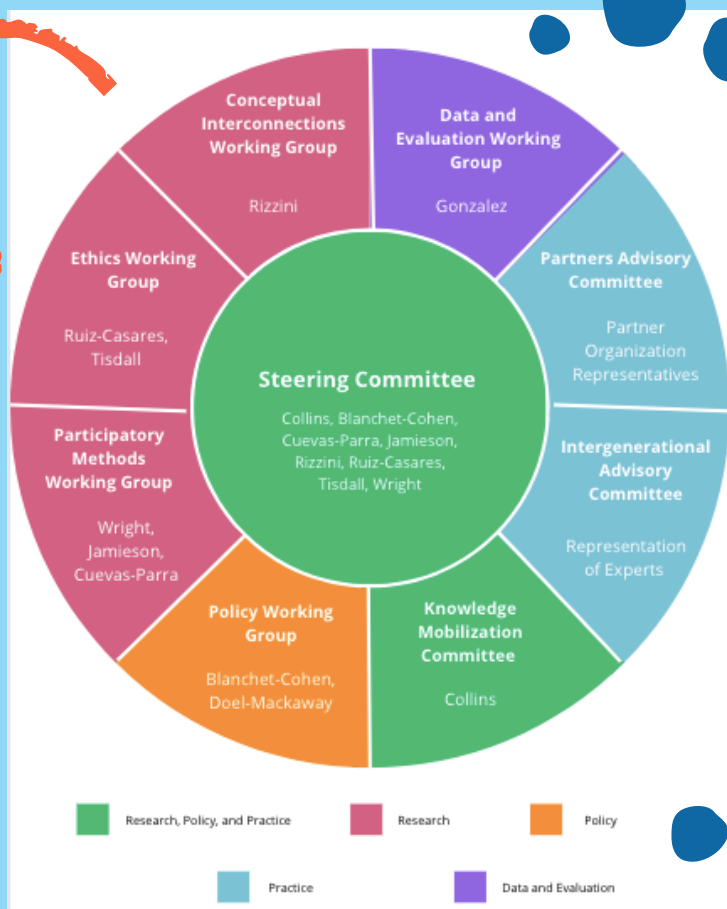 Conceptual
Interconnections
Working Group
Rizzini
Data and
Evaluation Working
Group
Gonzalez
Ethics Working
Group
Ruiz-Casares,
Tisdall
Partners Advisory
Committee
Partner
Organization
Representatives
Steering Committee
Collins, Blanchet-Cohen,
Cuevas-Parra, Jamieson,
Rizzini, Ruiz-Casares,
Tisdall, Wright
Participatory
Methods
Working Group
Wright,
Jamieson,
Cuevas-Parra
Intergenerational
Advisory
Committee
Representation
of Experts
Policy Working
Group
Blanchet-Cohen,
Doel-Mackaway
Knowledge
Mobilization
Committee
Collins
Research, Policy, and Practice
Research
Policy
Practice
Data and Evaluation